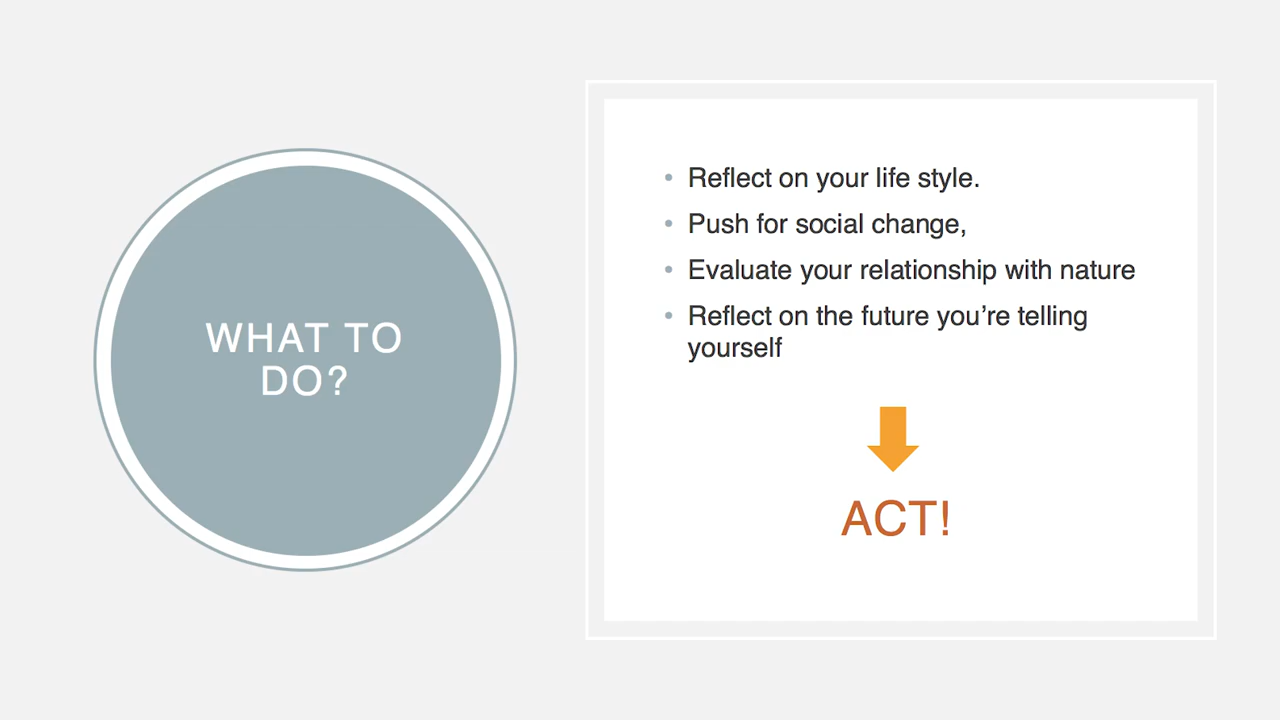 WHAT TO
DO?
• Reflect on your life style.
• Push for social change,
• Evaluate your relationship with nature
• Reflect on the future you’re telling
yourself
ACT!